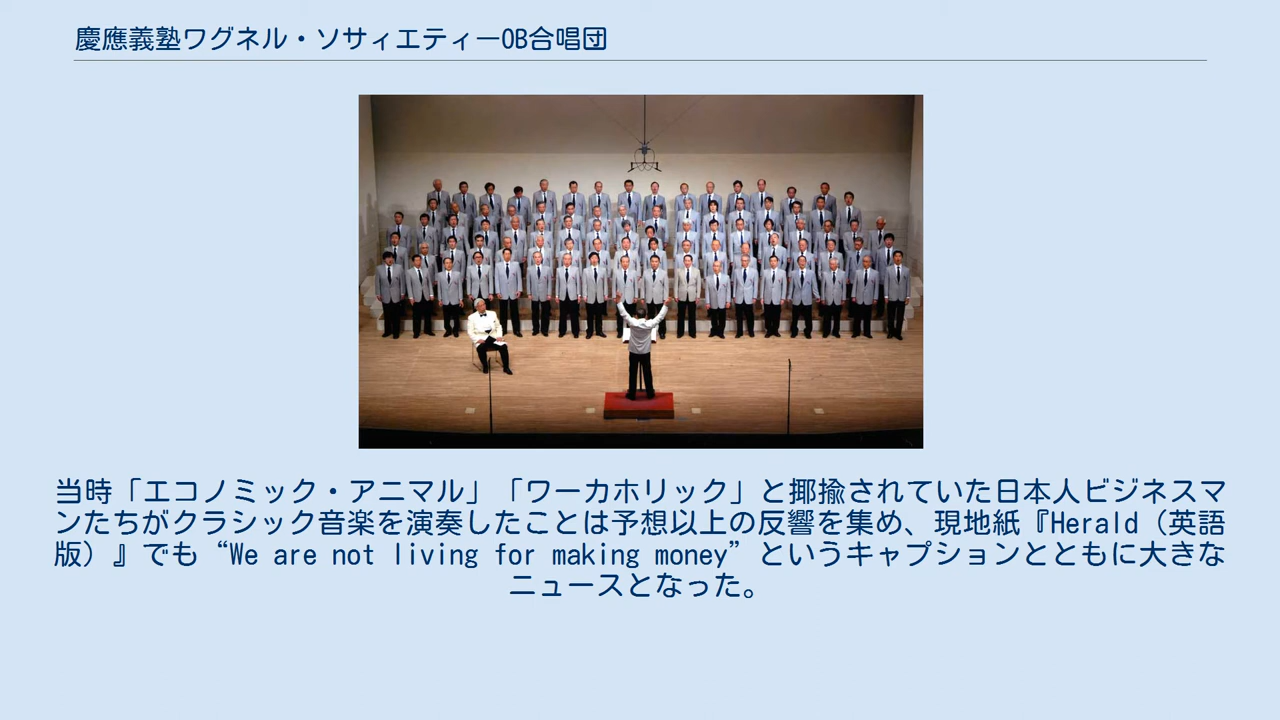 慶應義塾ワグネル・ソサィエティーOB合唱団
当時「エコノミック・アニマル」「ワーカホリック」と揶揄されていた日本人ビジネスマ
ンたちがクラシック音楽を演奏したことは予想以上の反響を集め、現地紙『Herald（英語
版）』でも“We are not living for making money”というキャプションとともに大きな
ニュースとなった。